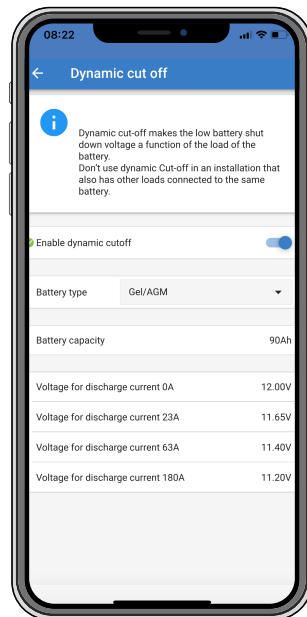 08:22
Dynamic cut off
Dynamic cut-off makes the low battery shut
down voltage a function of the load of the
battery.
Don't use dynamic Cut-off in an installation that
also has other loads connected to the same
battery.
Enable dynamic cutoff
Battery type Gel/AGM
Battery capacity 90Ah
Voltage for discharge current 0A 12.00V
Voltage for discharge current 23A 11.65V
Voltage for discharge current 63A 11.40V
Voltage for discharge current 180A 11.20V